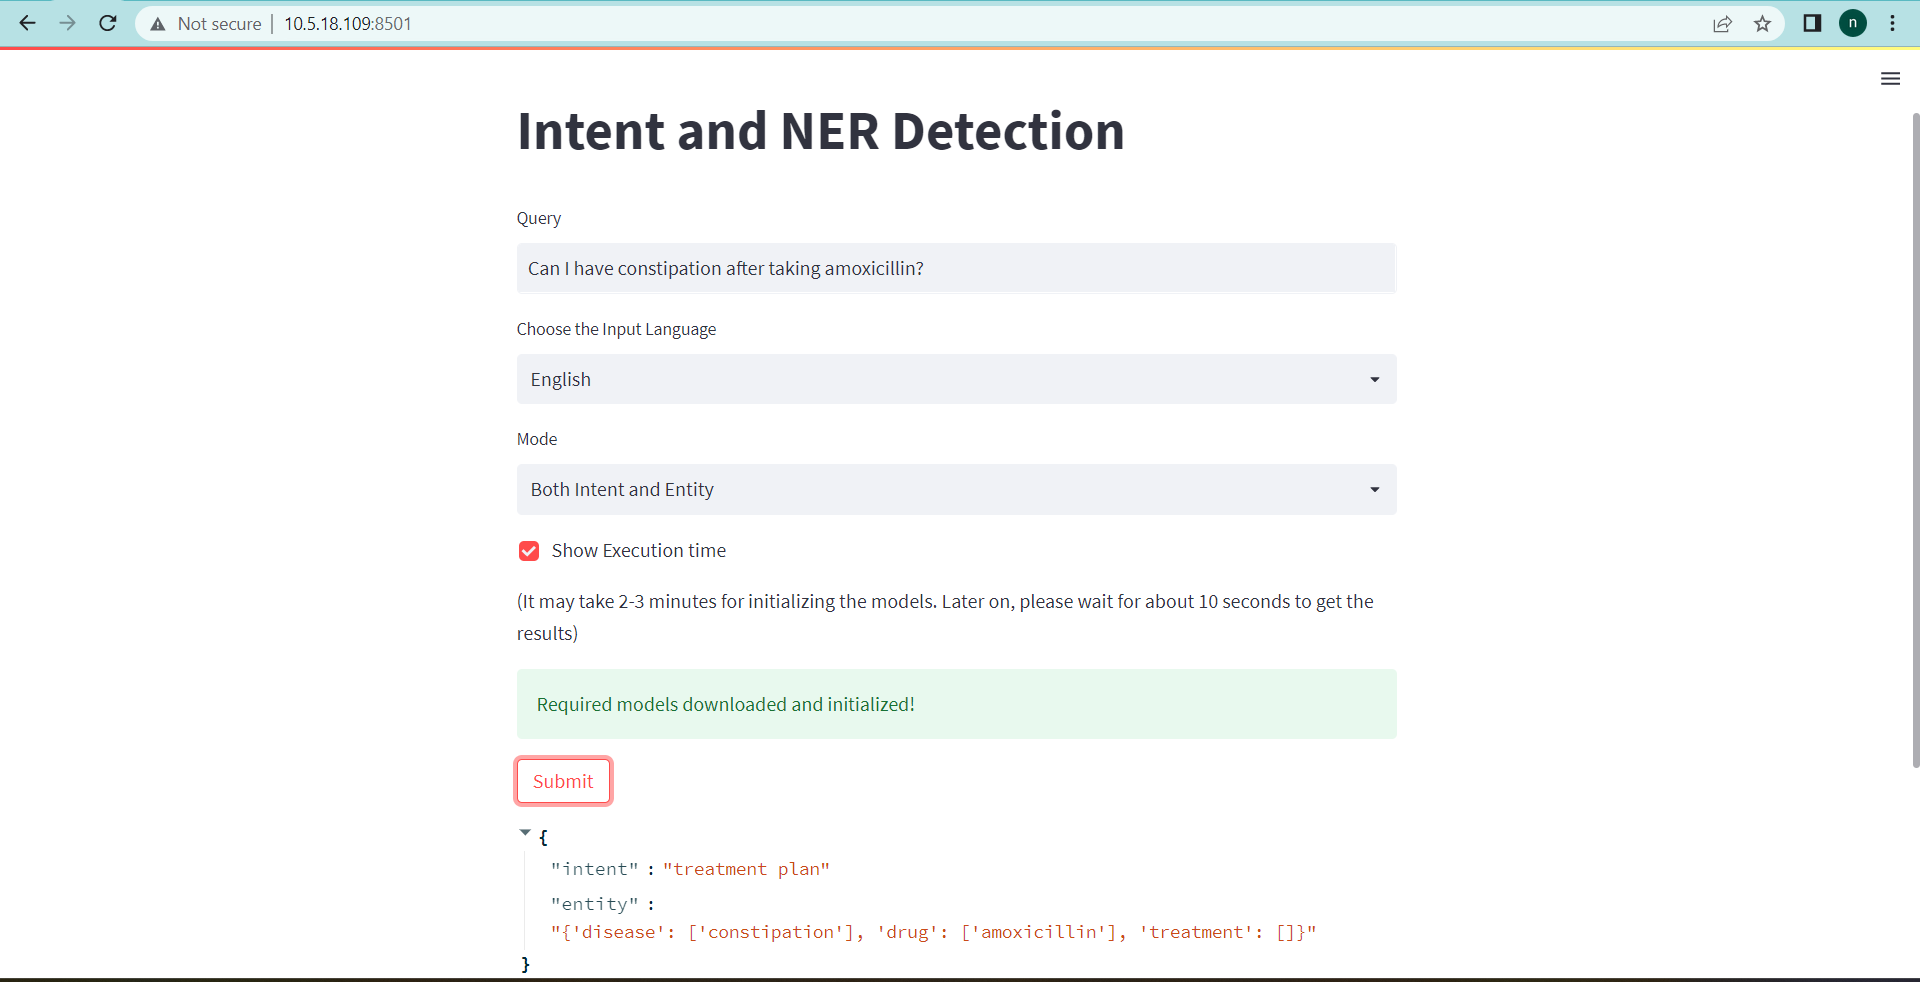 Not secure | 10.5.18.109:8501
n
Intent and NER Detection
Query
Can I have constipation after taking amoxicillin?
Choose the Input Language
English
Mode
Both Intent and Entity
Show Execution time
(It may take 2-3 minutes for initializing the models. Later on, please wait for about 10 seconds to get the
results)
Required models downloaded and initialized!
Submit
{
"intent" : "treatment plan"
"entity" :
"{'disease': ['constipation'], 'drug': ['amoxicillin'], 'treatment': []}"
}